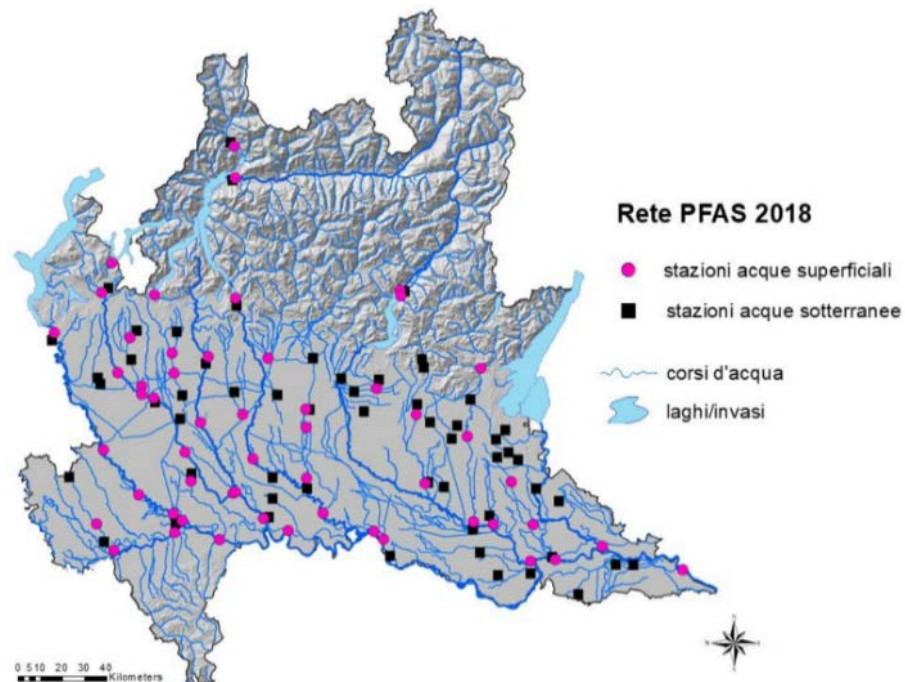 Rete PFAS 2018
stazioni acque superficiali
stazioni acque sotterranee
corsi d'acqua
laghi/invasi
0 5 10 20 30 40
Kilometers